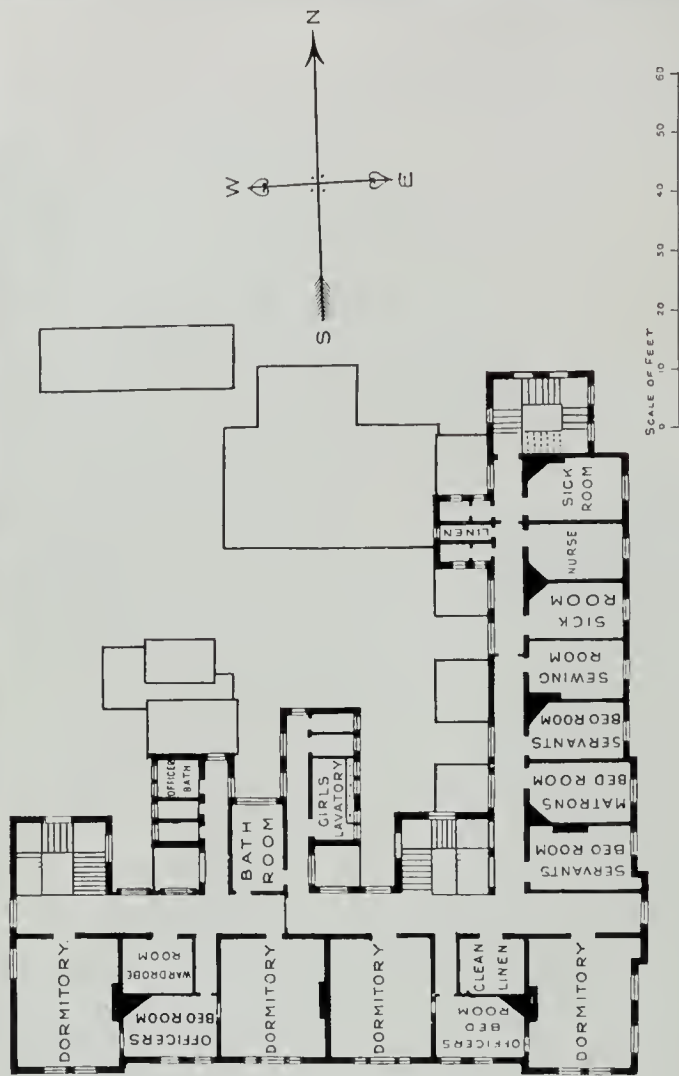 N
W
E
S
SCALE OF FEET
0 10 20 30 40 50 60
DORMITORY.
WARDROBE
ROOM
OFFICERS
BED ROOM
OFFICER
BATH
BATH
ROOM
DORMITORY
GIRLS
LAVATORY
DORMITORY
OFFICERS
BED
ROOM
CLEAN
LINEN
DORMITORY
SERVANTS
BED ROOM
MATRONS
BED ROOM
SERVANTS
BED ROOM
SEWING
ROOM
SICK
ROOM
NURSE
SICK
ROOM
LINEN